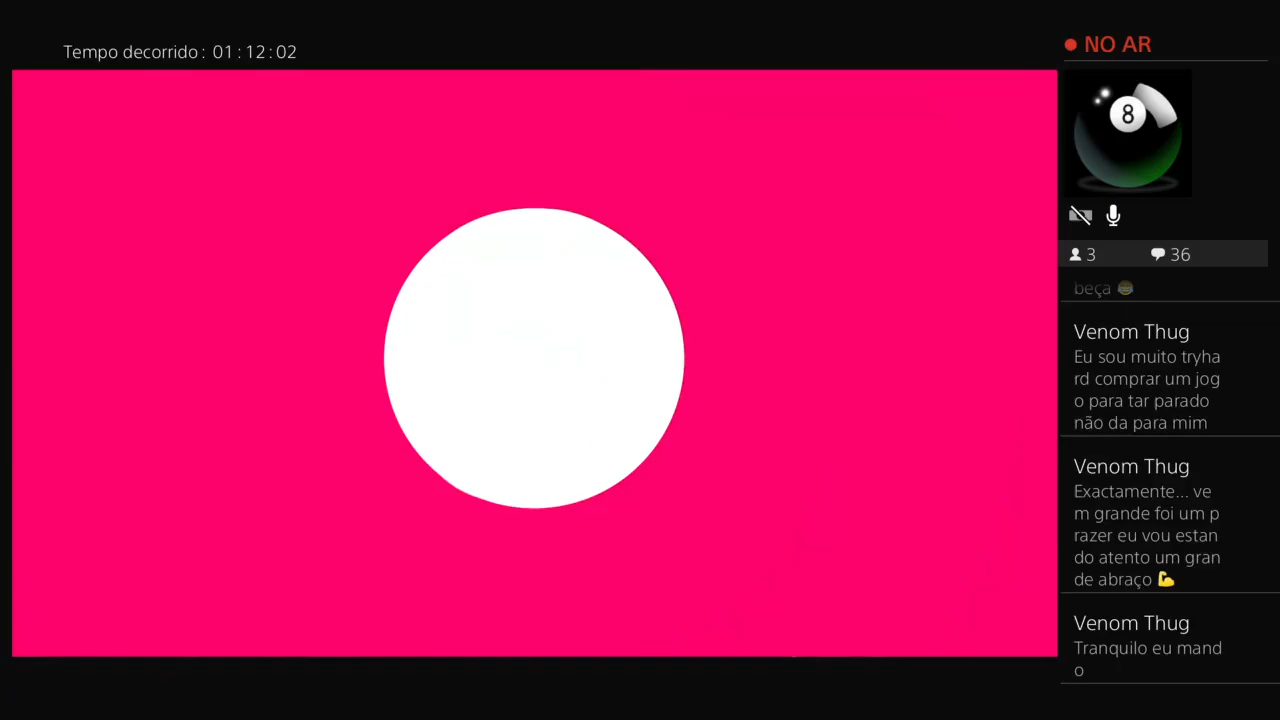 Tempo decorrido: 01:12:02
NO AR
8
3 36
beça 😂
Venom Thug
Eu sou muito tryha
rd comprar um jog
o para tar parado
não da para mim
Venom Thug
Exactamente... ve
m grande foi um p
razer eu vou estan
do atento um gran
de abraço 💪
Venom Thug
Tranquilo eu mand
o